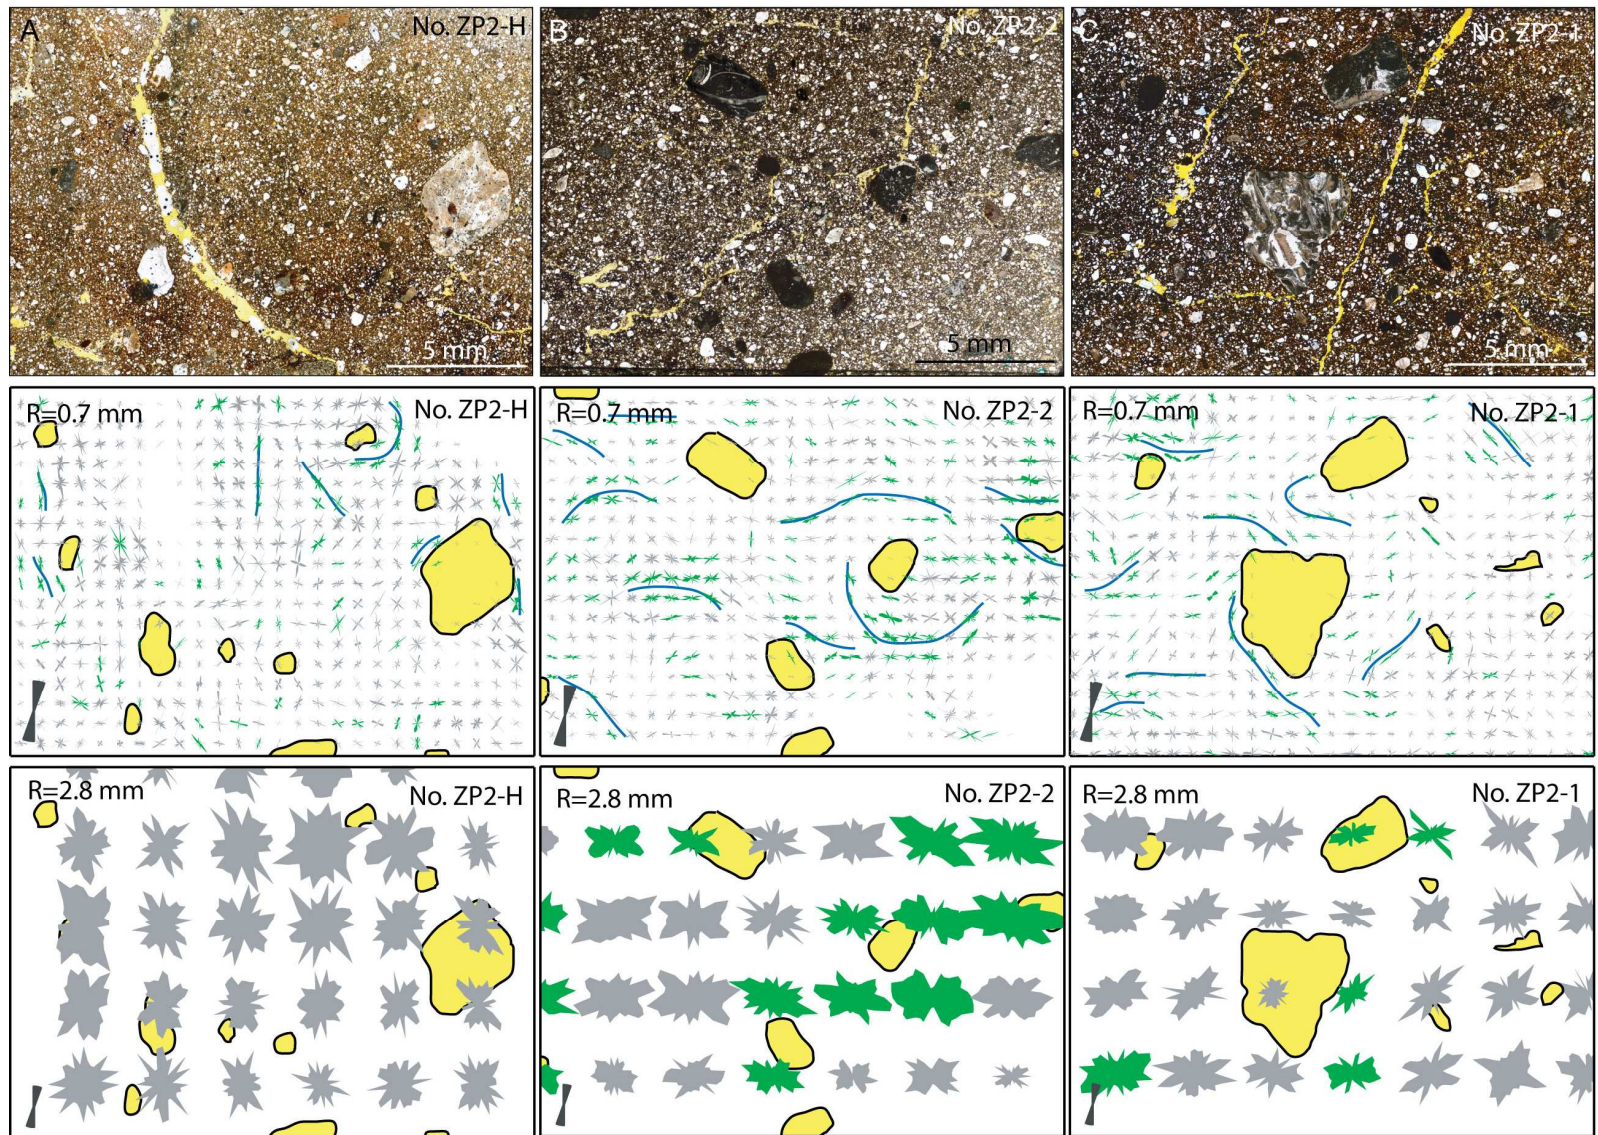 A No. ZP2-H
5 mm
B No. ZP2-2
5 mm
C No. ZP2-1
5 mm
R=0.7 mm No. ZP2-H
R=0.7 mm No. ZP2-2
R=0.7 mm No. ZP2-1
R=2.8 mm No. ZP2-H
R=2.8 mm No. ZP2-2
R=2.8 mm No. ZP2-1